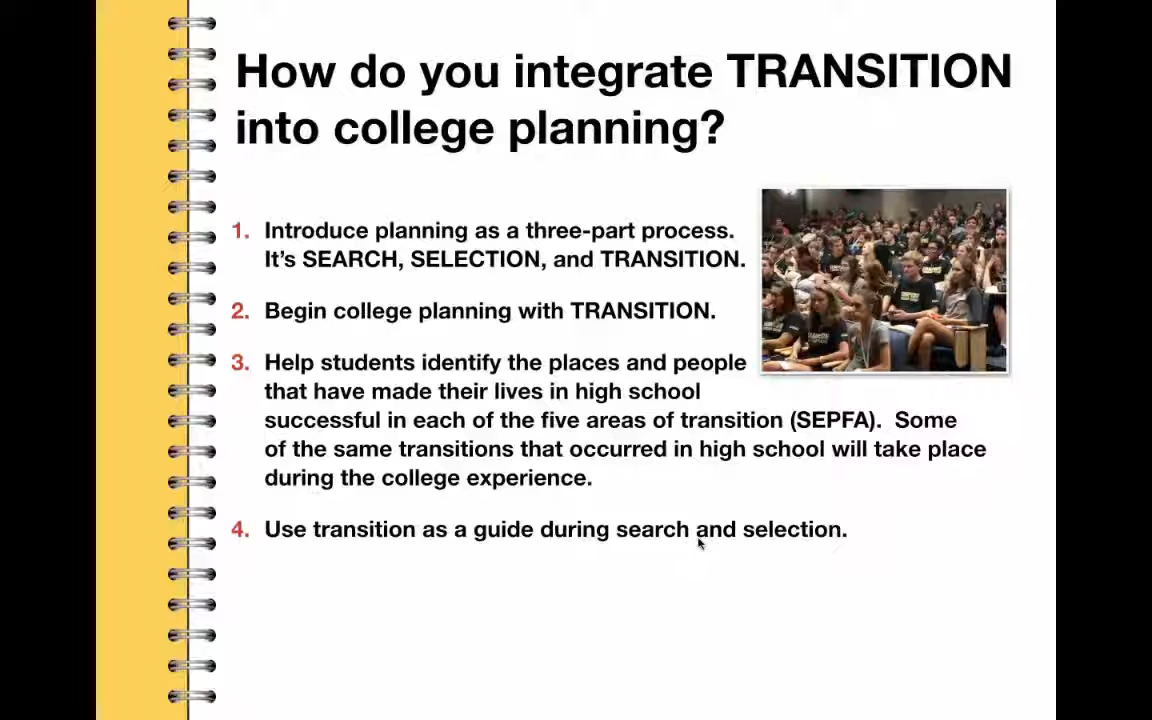 How do you integrate TRANSITION
into college planning?
1. Introduce planning as a three-part process.
It’s SEARCH, SELECTION, and TRANSITION.
2. Begin college planning with TRANSITION.
3. Help students identify the places and people
that have made their lives in high school
successful in each of the five areas of transition (SEPFA). Some
of the same transitions that occurred in high school will take place
during the college experience.
4. Use transition as a guide during search and selection.